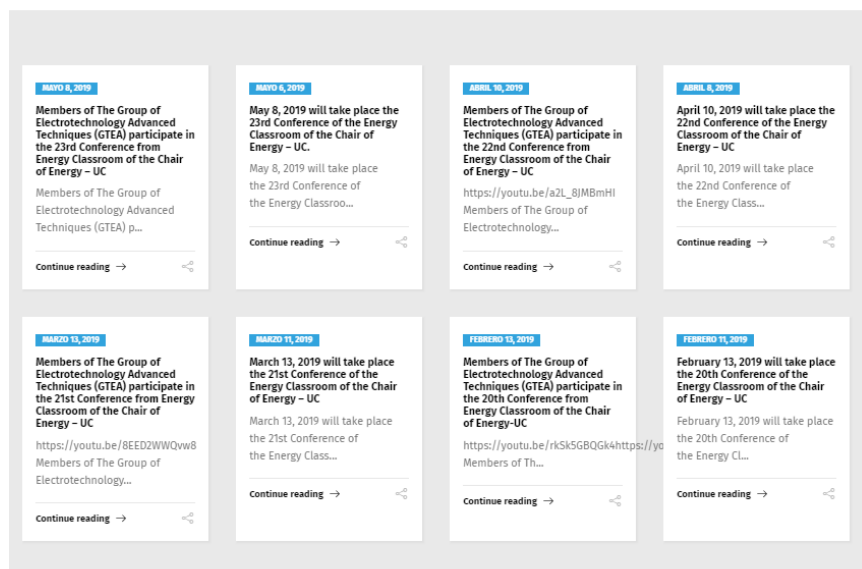 MAYO 8, 2019
Members of The Group of
Electrotechnology Advanced
Techniques (GTEA) participate in
the 23rd Conference from
Energy Classroom of the Chair
of Energy – UC
Members of The Group of
Electrotechnology Advanced
Techniques (GTEA) p...
Continue reading →
MAYO 6, 2019
May 8, 2019 will take place the
23rd Conference of the Energy
Classroom of the Chair of
Energy – UC.
May 8, 2019 will take place
the 23rd Conference of
the Energy Classroo...
Continue reading →
ABRIL 10, 2019
Members of The Group of
Electrotechnology Advanced
Techniques (GTEA) participate in
the 22nd Conference from
Energy Classroom of the Chair
of Energy – UC
https://youtu.be/a2L_8JMBmHI
Members of The Group of
Electrotechnology...
Continue reading →
ABRIL 8, 2019
April 10, 2019 will take place the
22nd Conference of the Energy
Classroom of the Chair of
Energy – UC
April 10, 2019 will take place
the 22nd Conference of
the Energy Class...
Continue reading →
MARZO 13, 2019
Members of The Group of
Electrotechnology Advanced
Techniques (GTEA) participate in
the 21st Conference from Energy
Classroom of the Chair of
Energy – UC
https://youtu.be/8EED2WWQvw8
Members of The Group of
Electrotechnology...
Continue reading →
MARZO 11, 2019
March 13, 2019 will take place
the 21st Conference of the
Energy Classroom of the Chair
of Energy – UC
March 13, 2019 will take place
the 21st Conference of
the Energy Class...
Continue reading →
FEBRERO 13, 2019
Members of The Group of
Electrotechnology Advanced
Techniques (GTEA) participate in
the 20th Conference from
Energy Classroom of the Chair
of Energy-UC
https://youtu.be/rkSk5GBQGk4https://yo
Members of Th...
Continue reading →
FEBRERO 11, 2019
February 13, 2019 will take place
the 20th Conference of the
Energy Classroom of the Chair
of Energy – UC
February 13, 2019 will take place
the 20th Conference of
the Energy Cl...
Continue reading →